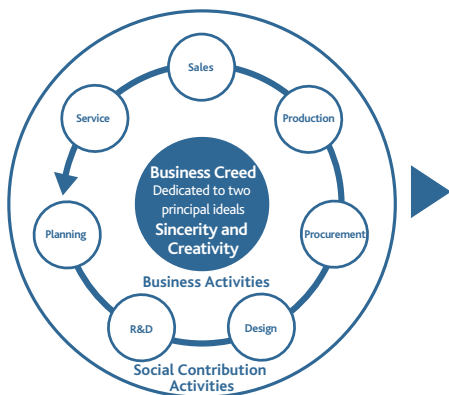 Sales
Service
Production
Business Creed
Dedicated to two
principal ideals
Sincerity and
Creativity
Planning
Procurement
Business Activities
R&D
Design
Social Contribution
Activities